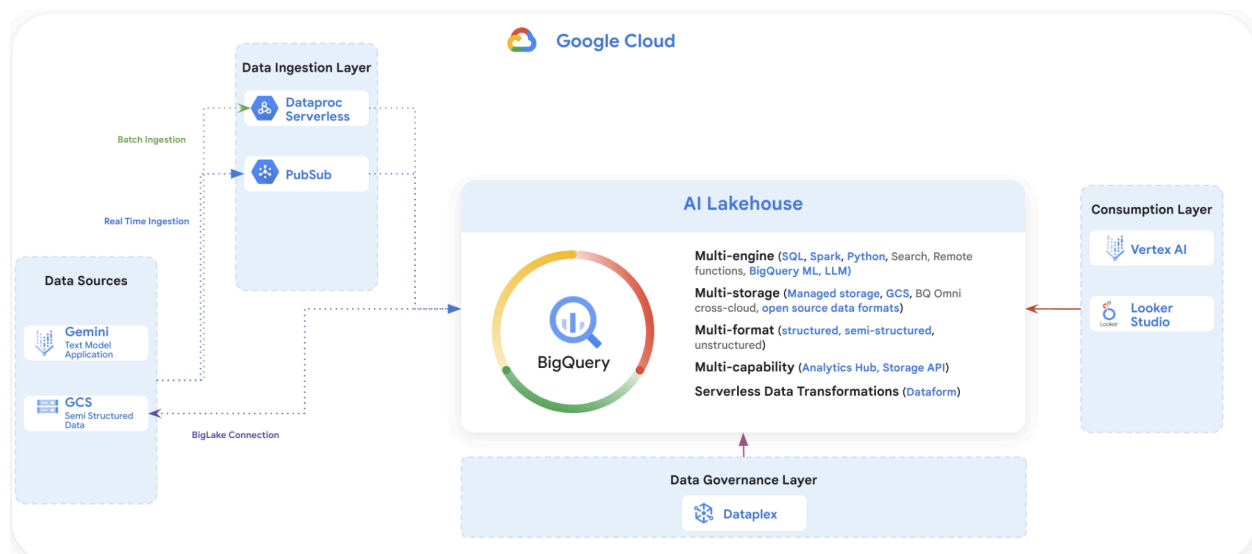 Google Cloud
Data Ingestion Layer
Dataproc
Serverless
PubSub
Batch Ingestion
Real Time Ingestion
Data Sources
Gemini
Text Model
Application
GCS
Semi Structured
Data
BigLake Connection
AI Lakehouse
BigQuery
Multi-engine (SQL, Spark, Python, Search, Remote
functions, BigQuery ML, LLM)
Multi-storage (Managed storage, GCS, BQ Omni
cross-cloud, open source data formats)
Multi-format (structured, semi-structured,
unstructured)
Multi-capability (Analytics Hub, Storage API)
Serverless Data Transformations (Dataform)
Consumption Layer
Vertex AI
Looker
Looker
Studio
Data Governance Layer
Dataplex